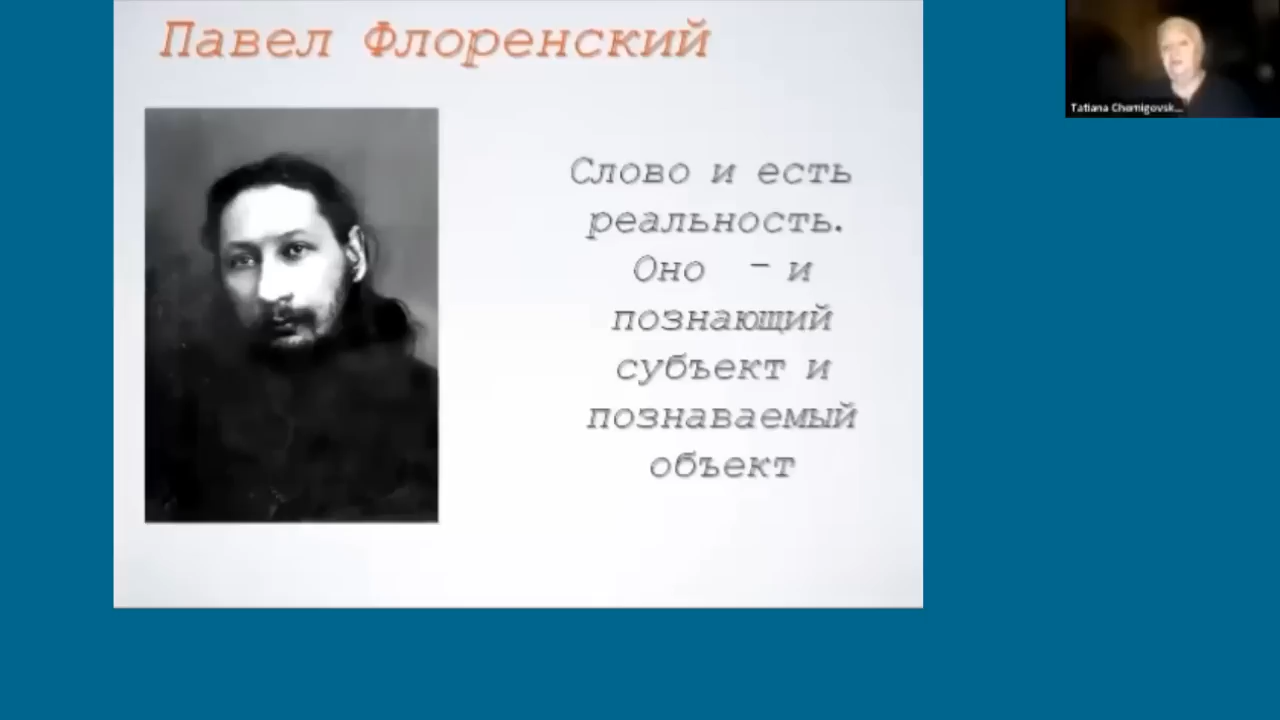 Павел Флоренский
Слово и есть
реальность.
Оно – и
познающий
субъект и
познаваемый
объект
Tatiana Chernigovsk...